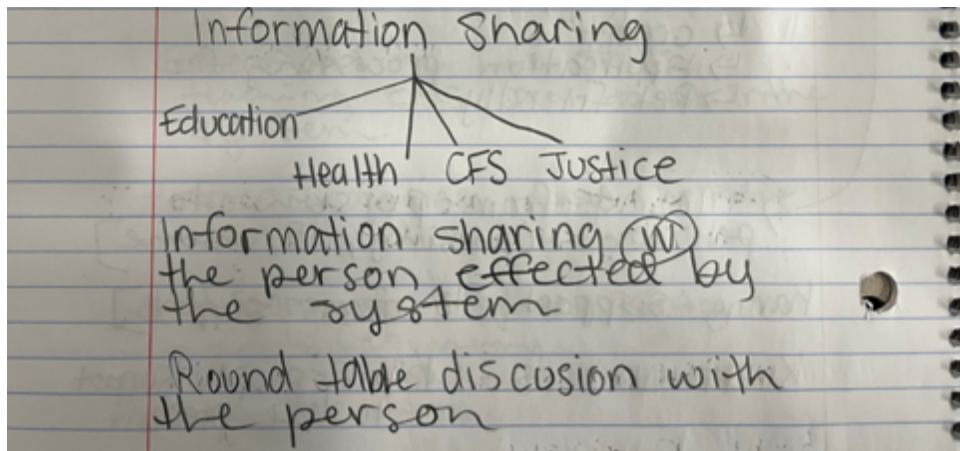 Information Sharing
Education
Health CFS Justice
Information sharing w
the person effected by
the system
Round table discusion with
the person